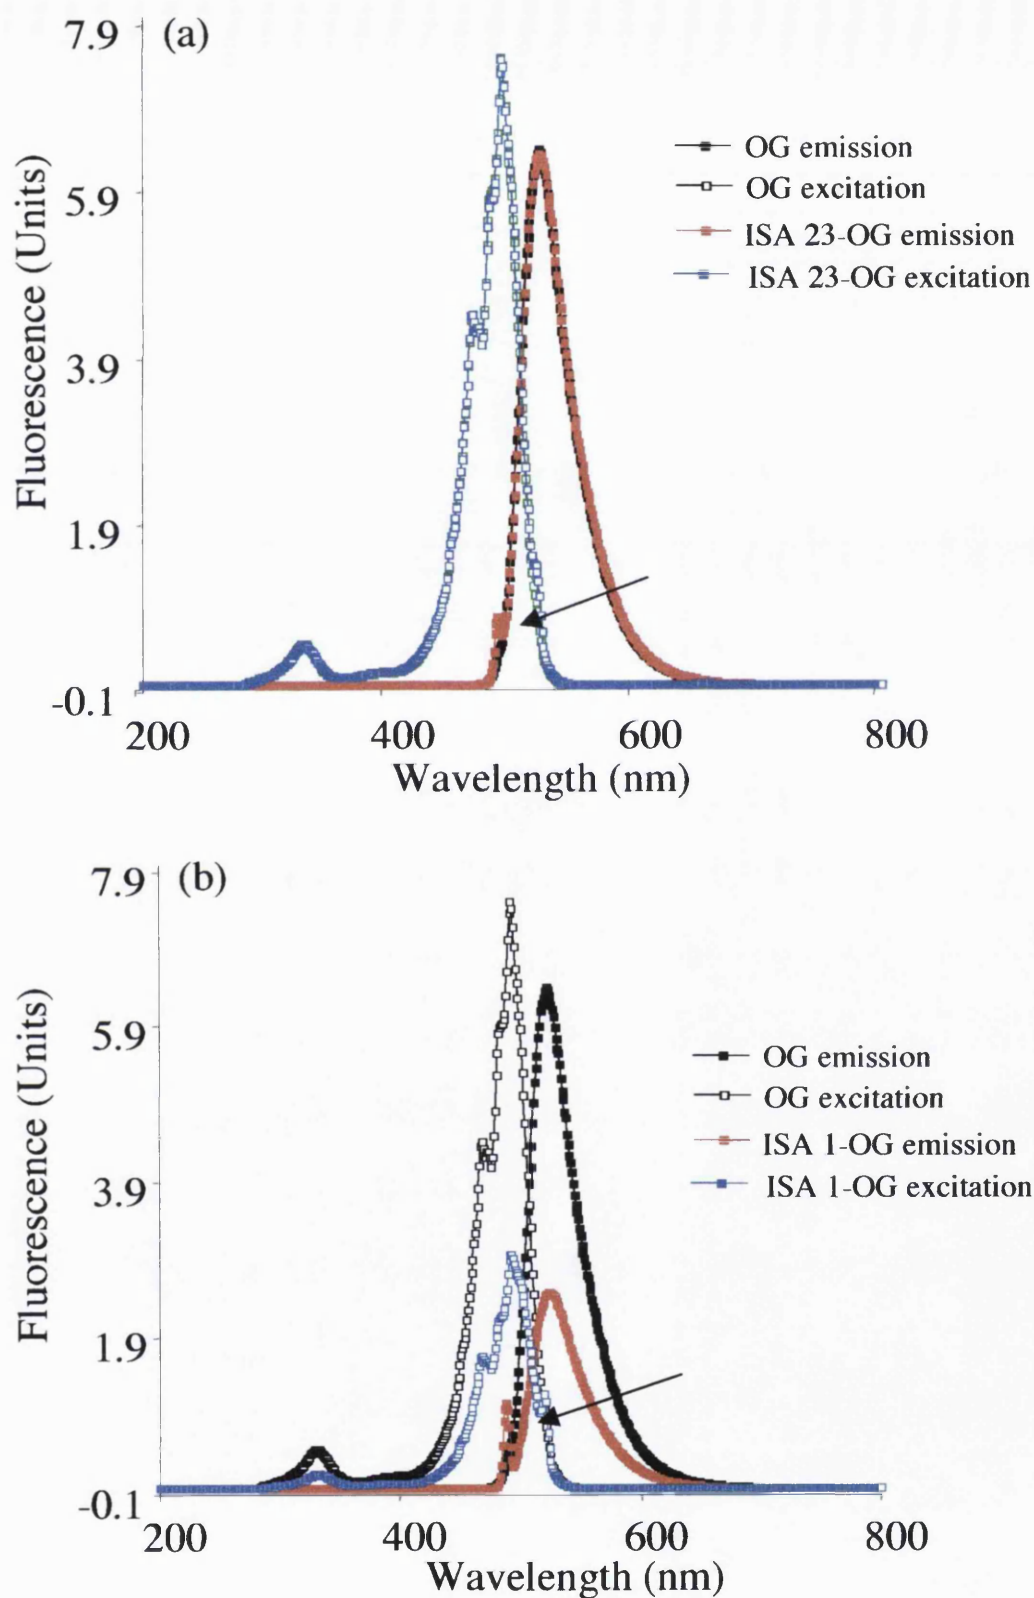 (a)
7.9
5.9
3.9
1.9
-0.1
Fluorescence (Units)
OG emission
OG excitation
ISA 23-OG emission
ISA 23-OG excitation
200 400 600 800
Wavelength (nm)
(b)
7.9
5.9
3.9
1.9
-0.1
Fluorescence (Units)
OG emission
OG excitation
ISA 1-OG emission
ISA 1-OG excitation
200 400 600 800
Wavelength (nm)